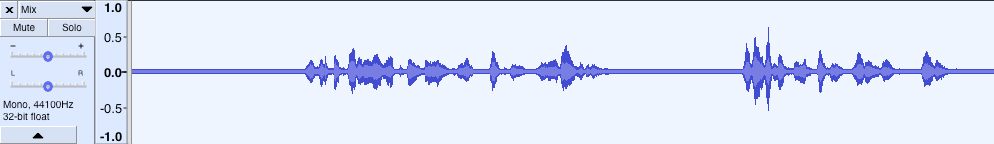 x Mix
Mute Solo
- +
L R
Mono, 44100Hz
32-bit float
1.0
0.5
0.0
-0.5
-1.0